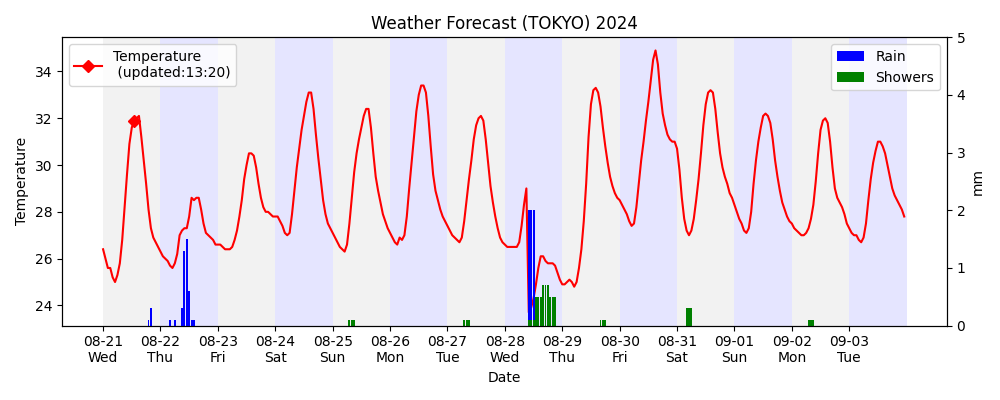 Weather Forecast (TOKYO) 2024
Temperature
(updated:13:20)
Rain
Showers
Temperature
34
32
30
28
26
24
5
4
3
2
1
0
mm
08-21 08-22 08-23 08-24 08-25 08-26 08-27 08-28 08-29 08-30 08-31 09-01 09-02 09-03
Wed Thu Fri Sat Sun Mon Tue Wed Thu Fri Sat Sun Mon Tue
Date